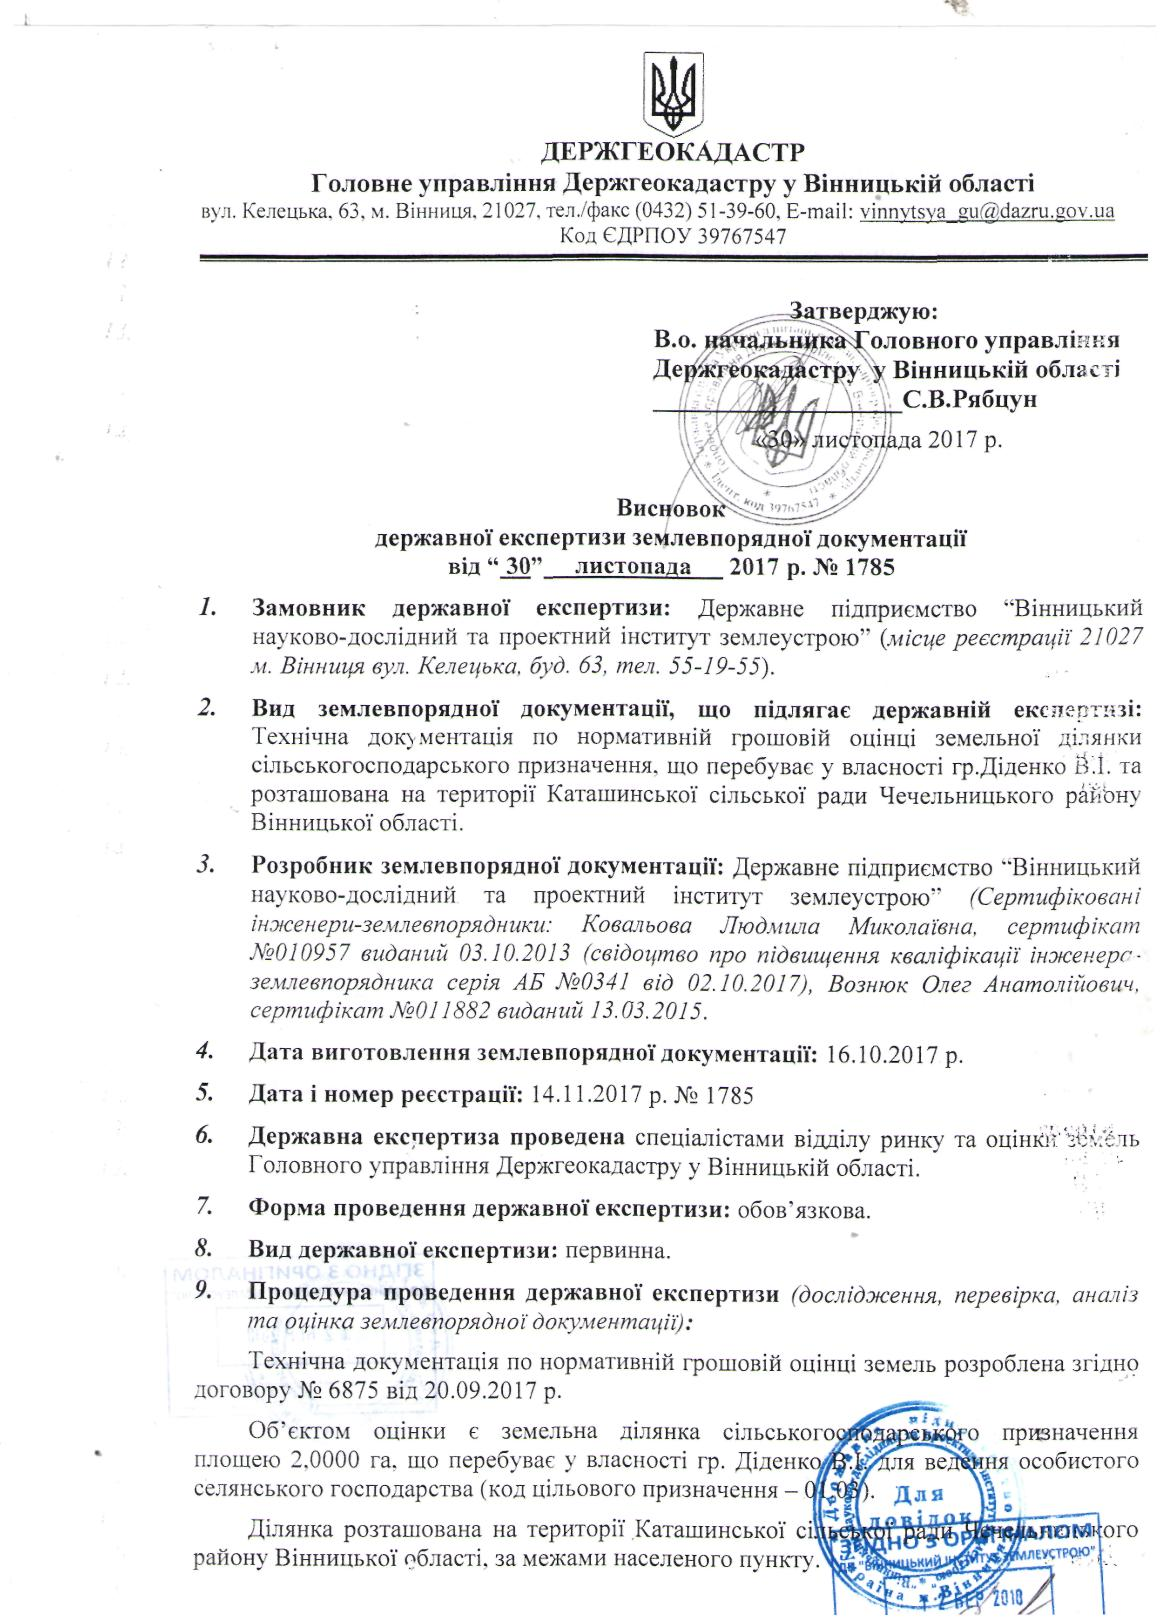 ДЕРЖГЕОКАДАСТР
Головне управління Держгеокадастру у Вінницькій області
вул. Келецька, 63, м. Вінниця, 21027, тел./факс (0432) 51-39-60, E-mail: vinnytsya_gu@dazru.gov.ua
Код ЄДРПОУ 39767547
Затверджую:
В.о. начальника Головного управління
Держгеокадастру у Вінницькій області
С.В.Рябцун
«30» листопада 2017 р.
Висновок
державної експертизи землевпорядної документації
від “ 30” листопада 2017 р. № 1785
1. Замовник державної експертизи: Державне підприємство “Вінницький
науково-дослідний та проектний інститут землеустрою” (місце реєстрації 21027
м. Вінниця вул. Келецька, буд. 63, тел. 55-19-55).
2. Вид землевпорядної документації, що підлягає державній експертизі:
Технічна документація по нормативній грошовій оцінці земельної ділянки
сільськогосподарського призначення, що перебуває у власності гр.Діденко В.І. та
розташована на території Каташинської сільської ради Чечельницького району
Вінницької області.
3. Розробник землевпорядної документації: Державне підприємство “Вінницький
науково-дослідний та проектний інститут землеустрою” (Сертифіковані
інженери-землевпорядники: Ковальова Людмила Миколаївна, сертифікат
№010957 виданий 03.10.2013 (свідоцтво про підвищення кваліфікації інженера-
землевпорядника серія АБ №0341 від 02.10.2017), Вознюк Олег Анатолійович,
сертифікат №011882 виданий 13.03.2015.
4. Дата виготовлення землевпорядної документації: 16.10.2017 р.
5. Дата і номер реєстрації: 14.11.2017 р. № 1785
6. Державна експертиза проведена спеціалістами відділу ринку та оцінки земель
Головного управління Держгеокадастру у Вінницькій області.
7. Форма проведення державної експертизи: обов’язкова.
8. Вид державної експертизи: первинна.
9. Процедура проведення державної експертизи (дослідження, перевірка, аналіз
та оцінка землевпорядної документації):
Технічна документація по нормативній грошовій оцінці земель розроблена згідно
договору № 6875 від 20.09.2017 р.
Об’єктом оцінки є земельна ділянка сільськогосподарського призначення
площею 2,0000 га, що перебуває у власності гр. Діденко В.І. для ведення особистого
селянського господарства (код цільового призначення – 01.03).
Ділянка розташована на території Каташинської сільської ради Чечельницького
району Вінницької області, за межами населеного пункту.
Для
довідок
ЗГІДНО З ОРИГІНАЛОМ
ДП "ВІННИЦЬКИЙ ІНСТИТУТ ЗЕМЛЕУСТРОЮ"
1 2 БЕР 2018